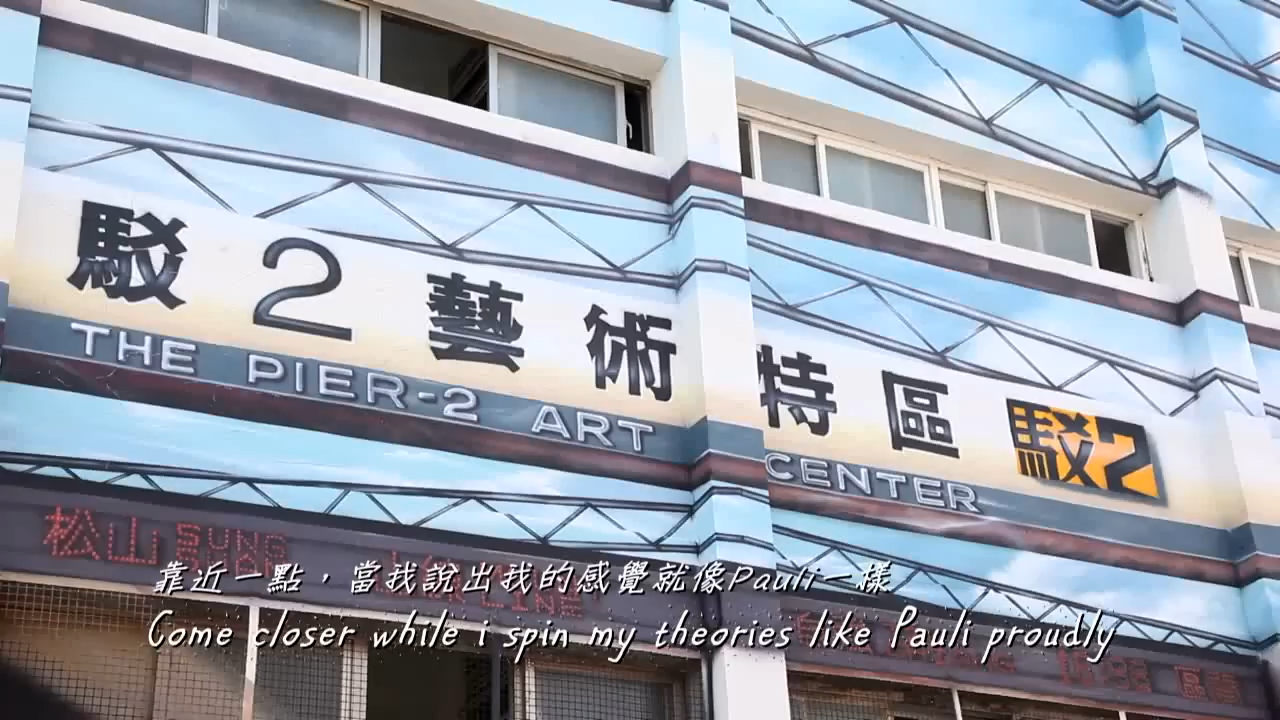 駁2藝術特區 駁2
THE PIER-2 ART CENTER
松山 SUNG
靠近一點，當我說出我的感覺就像Pauli一樣
Come closer while i spin my theories like Pauli proudly